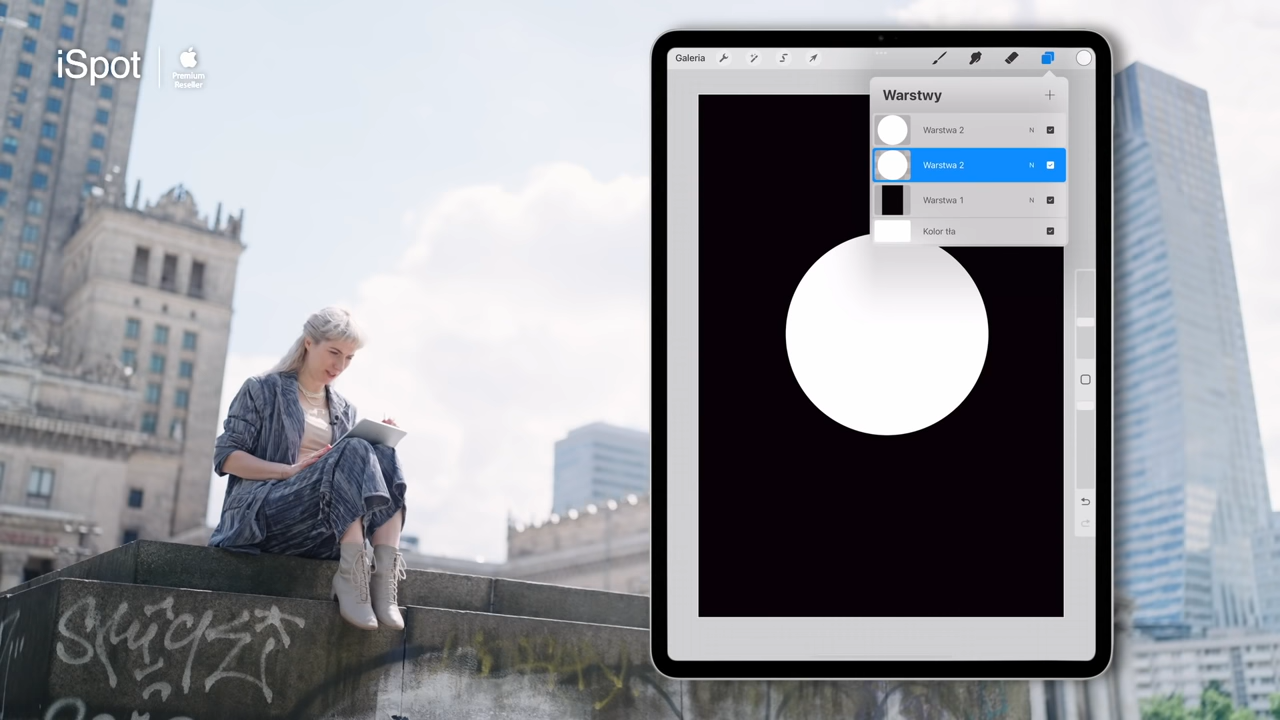 iSpot
Premium
Reseller
Galeria
Warstwy
Warstwa 2 N
Warstwa 2 N
Warstwa 1 N
Kolor tła